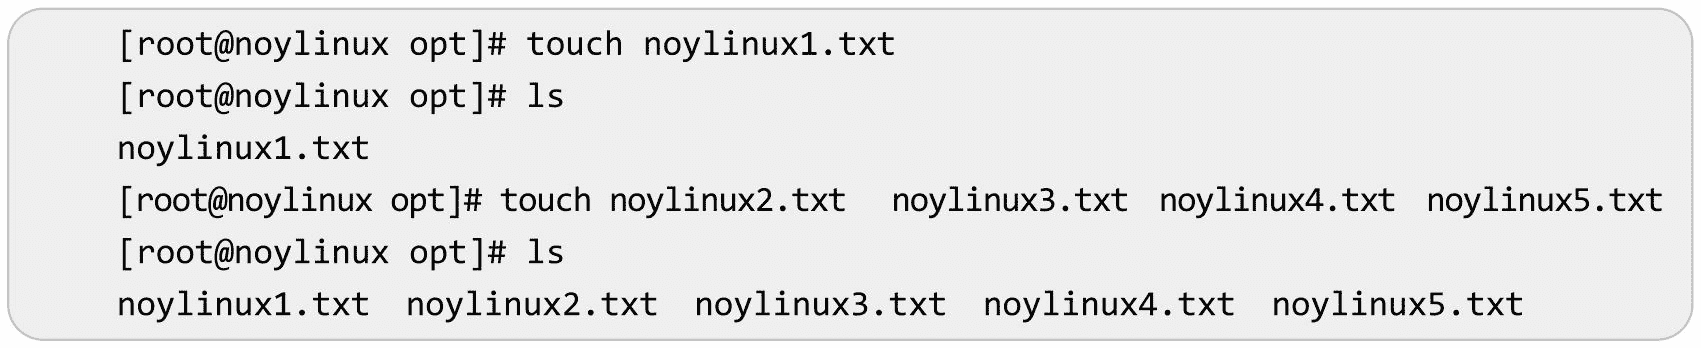 [root@noylinux opt]# touch noylinux1.txt
[root@noylinux opt]# ls
noylinux1.txt
[root@noylinux opt]# touch noylinux2.txt  noylinux3.txt noylinux4.txt noylinux5.txt
[root@noylinux opt]# ls
noylinux1.txt  noylinux2.txt  noylinux3.txt  noylinux4.txt  noylinux5.txt